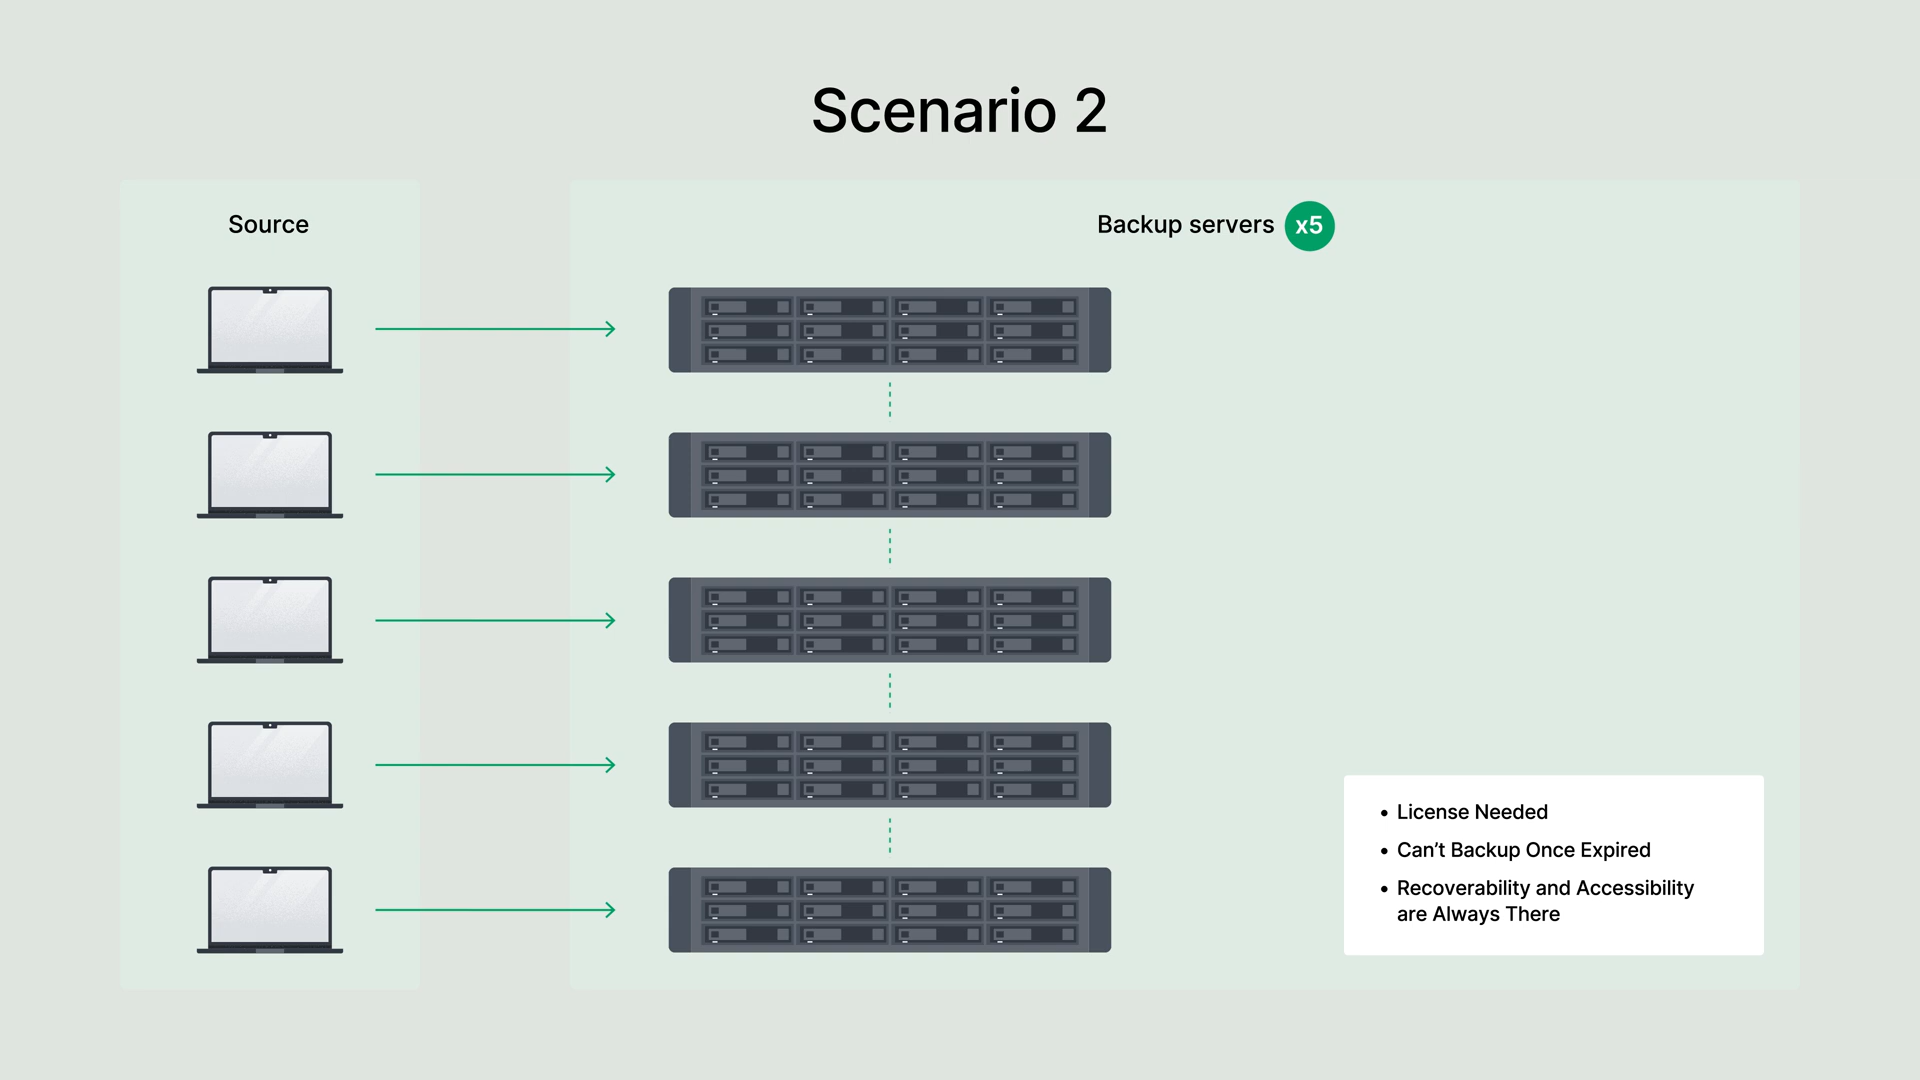 Scenario 2
Source
Backup servers x5
• License Needed
• Can’t Backup Once Expired
• Recoverability and Accessibility
are Always There